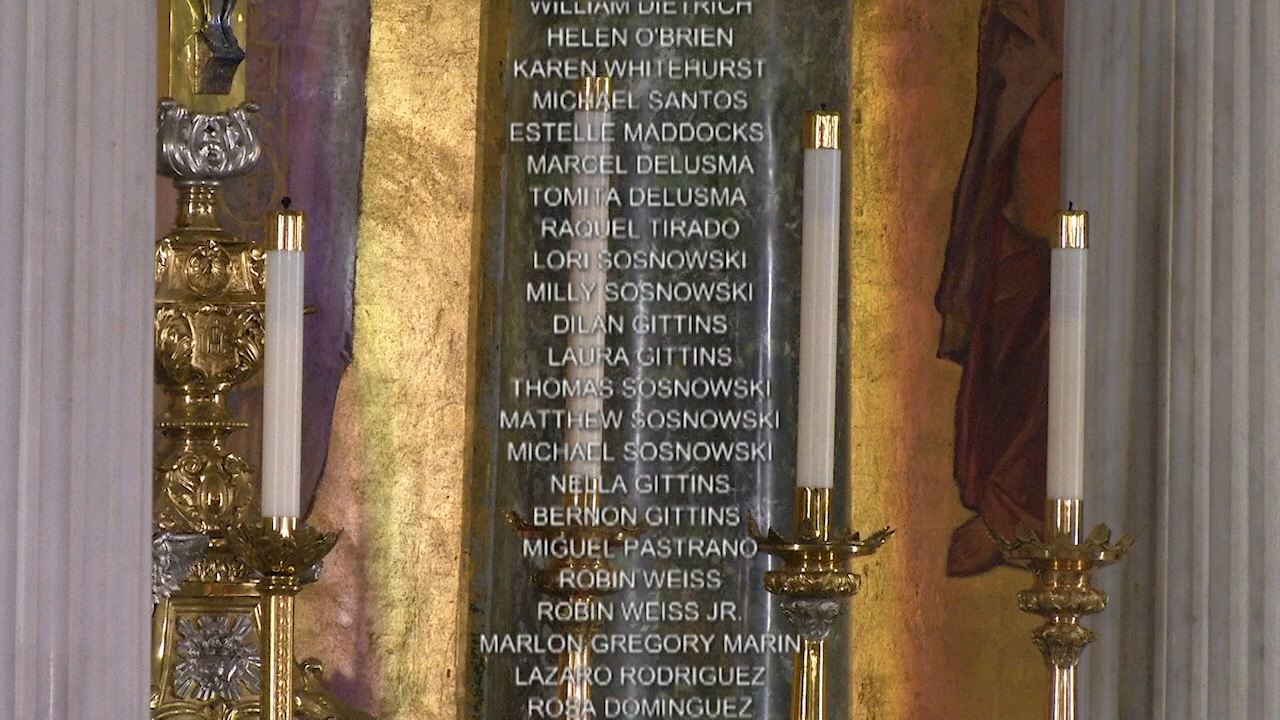 WILLIAM DIETRICH
HELEN O'BRIEN
KAREN WHITEHURST
MICHAEL SANTOS
ESTELLE MADDOCKS
MARCEL DELUSMA
TOMITA DELUSMA
RAQUEL TIRADO
LORI SOSNOWSKI
MILLY SOSNOWSKI
DILAN GITTINS
LAURA GITTINS
THOMAS SOSNOWSKI
MATTHEW SOSNOWSKI
MICHAEL SOSNOWSKI
NELLA GITTINS
BERNON GITTINS
MIGUEL PASTRANO
ROBIN WEISS
ROBIN WEISS JR.
MARLON GREGORY MARIN
LAZARO RODRIGUEZ
ROSA DOMINGUEZ